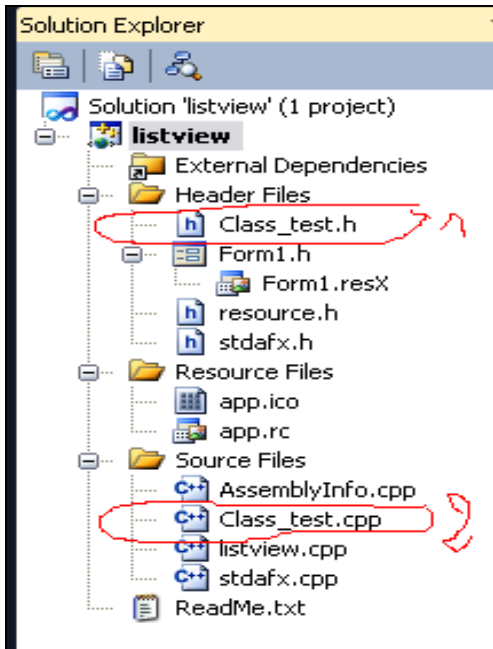 Solution Explorer
Solution 'listview' (1 project)
listview
External Dependencies
Header Files
Class_test.h
Form1.h
Form1.resX
resource.h
stdafx.h
Resource Files
app.ico
app.rc
Source Files
AssemblyInfo.cpp
Class_test.cpp
listview.cpp
stdafx.cpp
ReadMe.txt